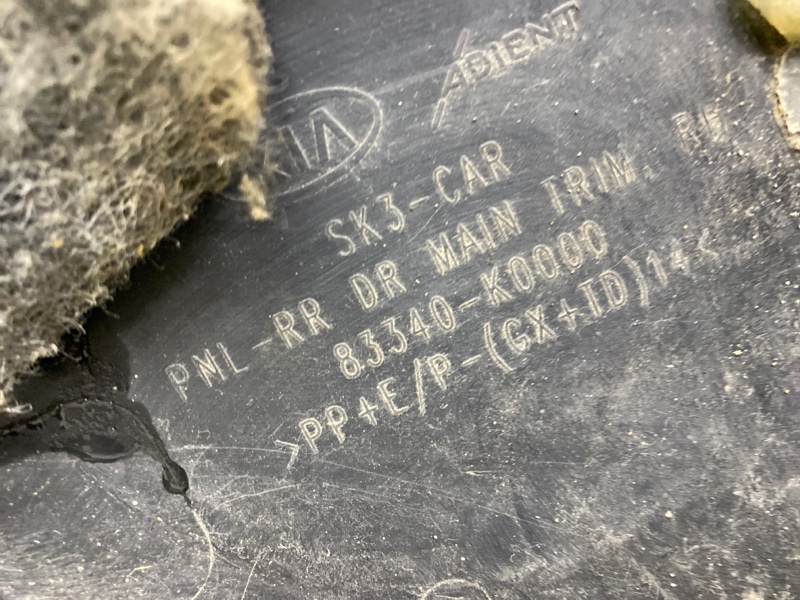 ADIENT
KIA
SK3-CAR
PNL-RR DR MAIN TRIM, RH
83340-K0000
>PP+E/P-(GX+TD)14<